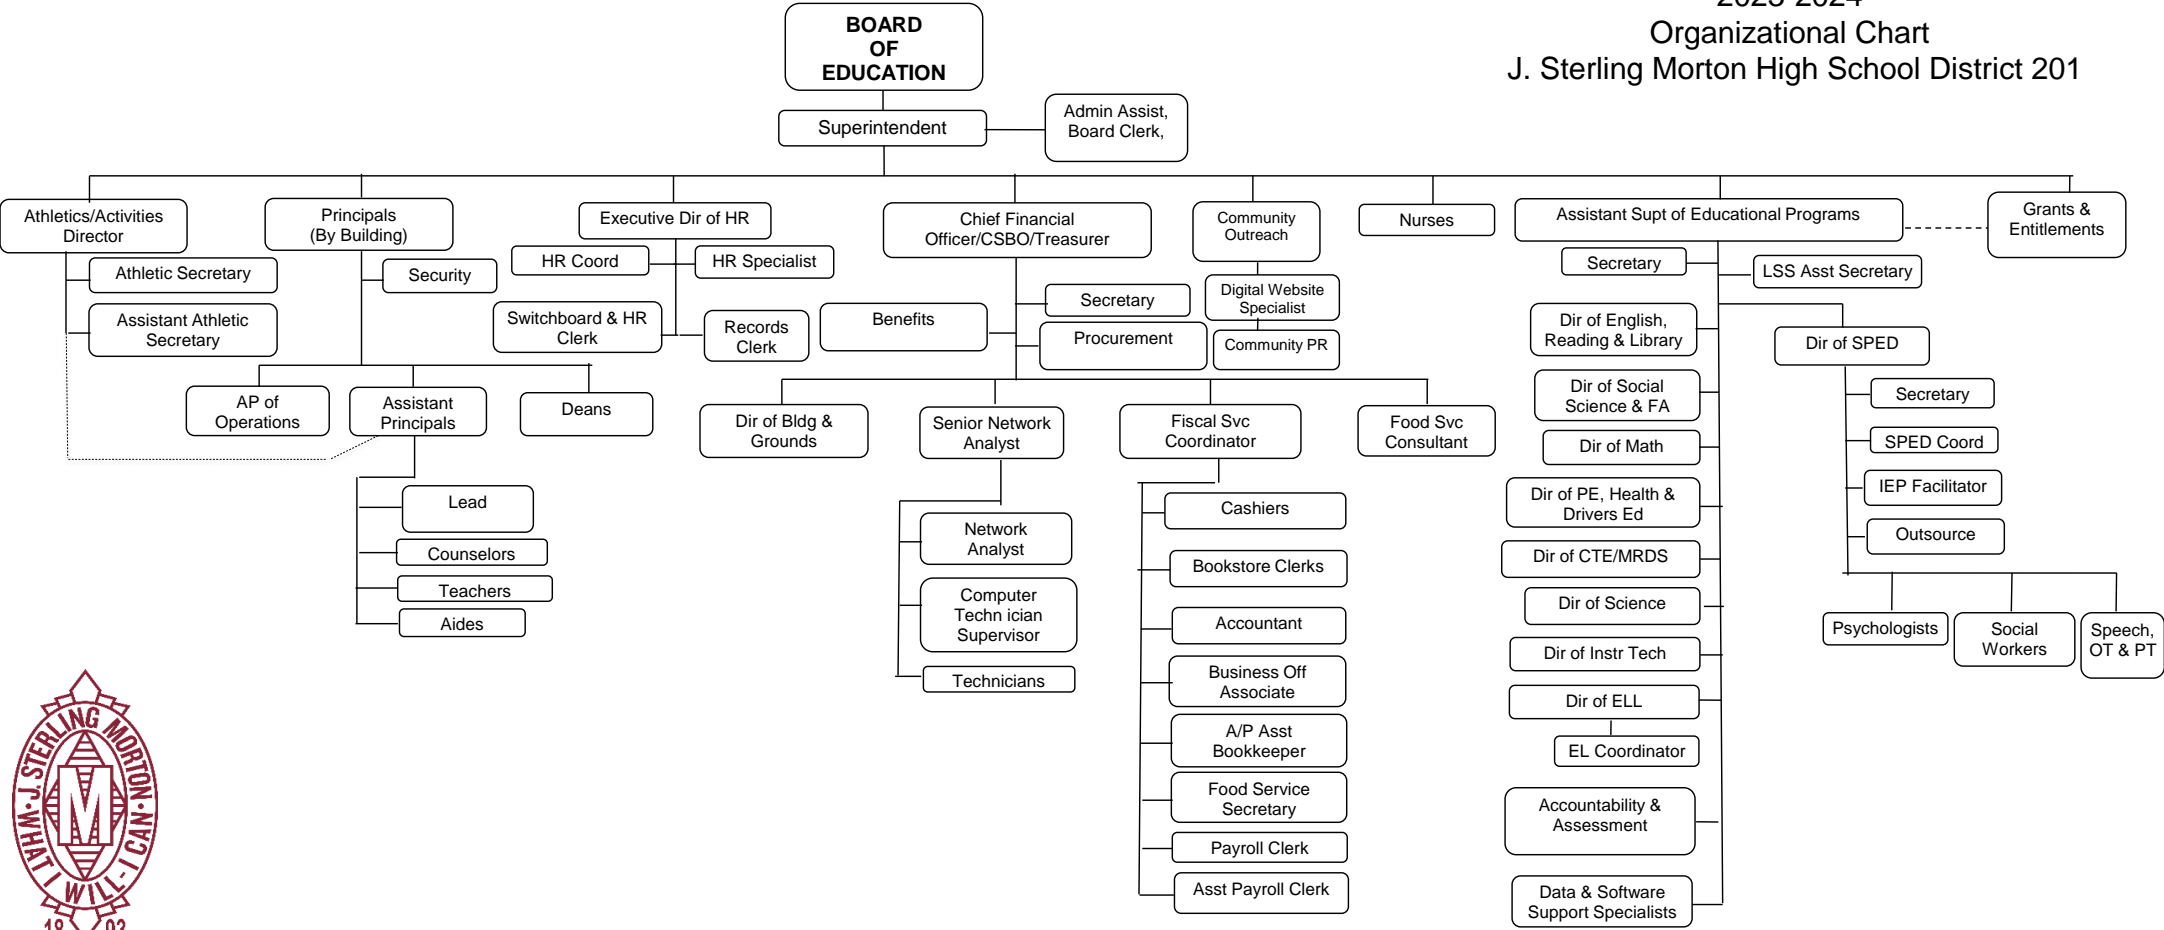 2023-2024
Organizational Chart
J. Sterling Morton High School District 201
BOARD
OF
EDUCATION
Superintendent
Admin Assist,
Board Clerk,
Athletics/Activities
Director
Athletic Secretary
Assistant Athletic
Secretary
Principals
(By Building)
Security
AP of
Operations
Assistant
Principals
Deans
Lead
Counselors
Teachers
Aides
Executive Dir of HR
HR Coord
HR Specialist
Switchboard & HR
Clerk
Records
Clerk
Chief Financial
Officer/CSBO/Treasurer
Secretary
Benefits
Procurement
Dir of Bldg &
Grounds
Senior Network
Analyst
Network
Analyst
Computer
Techn ician
Supervisor
Technicians
Fiscal Svc
Coordinator
Cashiers
Bookstore Clerks
Accountant
Business Off
Associate
A/P Asst
Bookkeeper
Food Service
Secretary
Payroll Clerk
Asst Payroll Clerk
Food Svc
Consultant
Community
Outreach
Digital Website
Specialist
Community PR
Nurses
Assistant Supt of Educational Programs
Secretary
LSS Asst Secretary
Dir of English,
Reading & Library
Dir of Social
Science & FA
Dir of Math
Dir of PE, Health &
Drivers Ed
Dir of CTE/MRDS
Dir of Science
Dir of Instr Tech
Dir of ELL
EL Coordinator
Accountability &
Assessment
Data & Software
Support Specialists
Dir of SPED
Secretary
SPED Coord
IEP Facilitator
Outsource
Psychologists
Social
Workers
Speech,
OT & PT
Grants &
Entitlements
J. STERLING MORTON
WHAT I WILL-I CAN
M
18 03